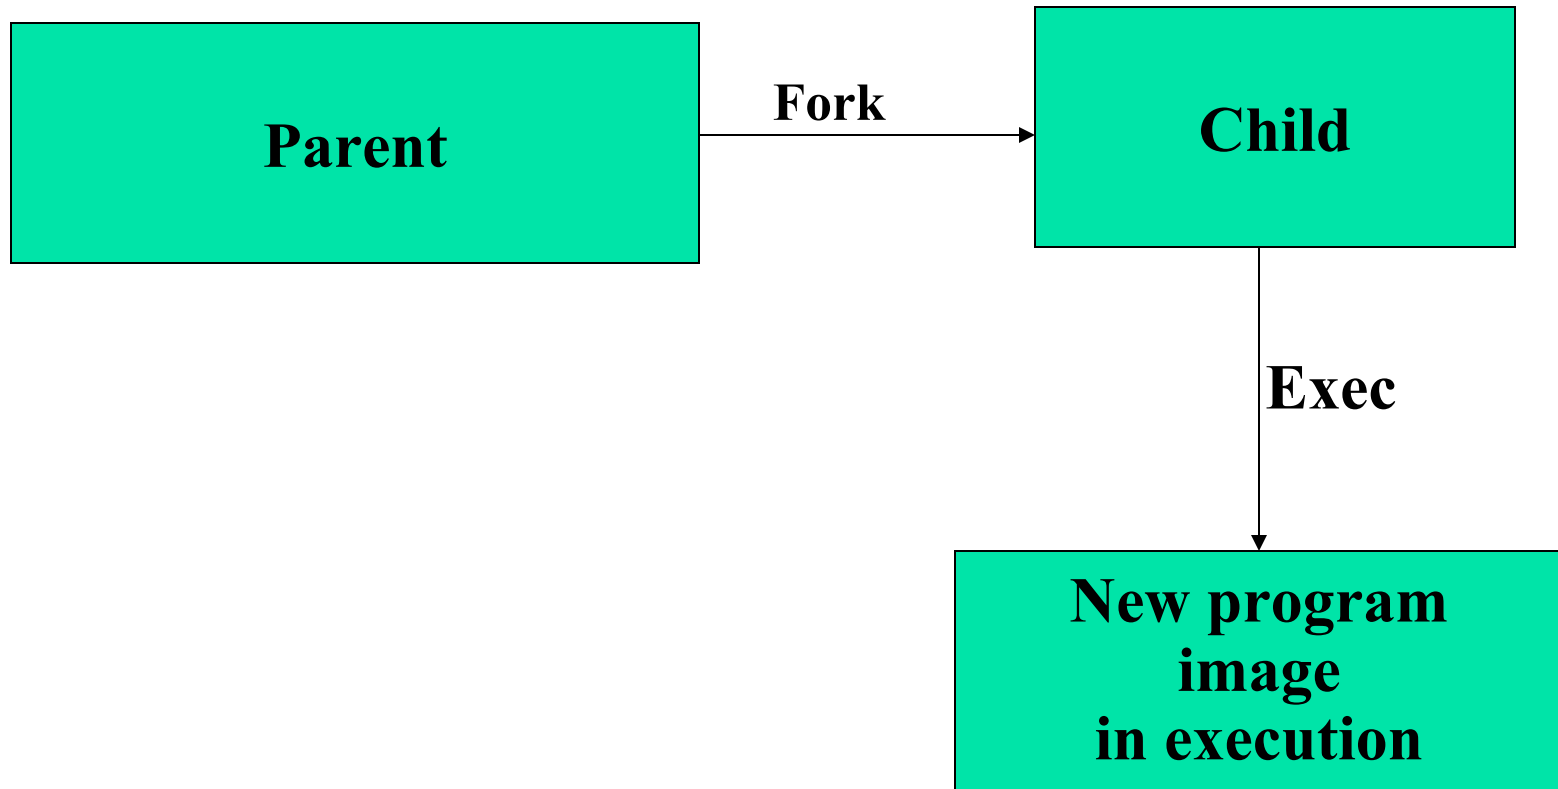 Parent
Fork
Child
Exec
New program
image
in execution